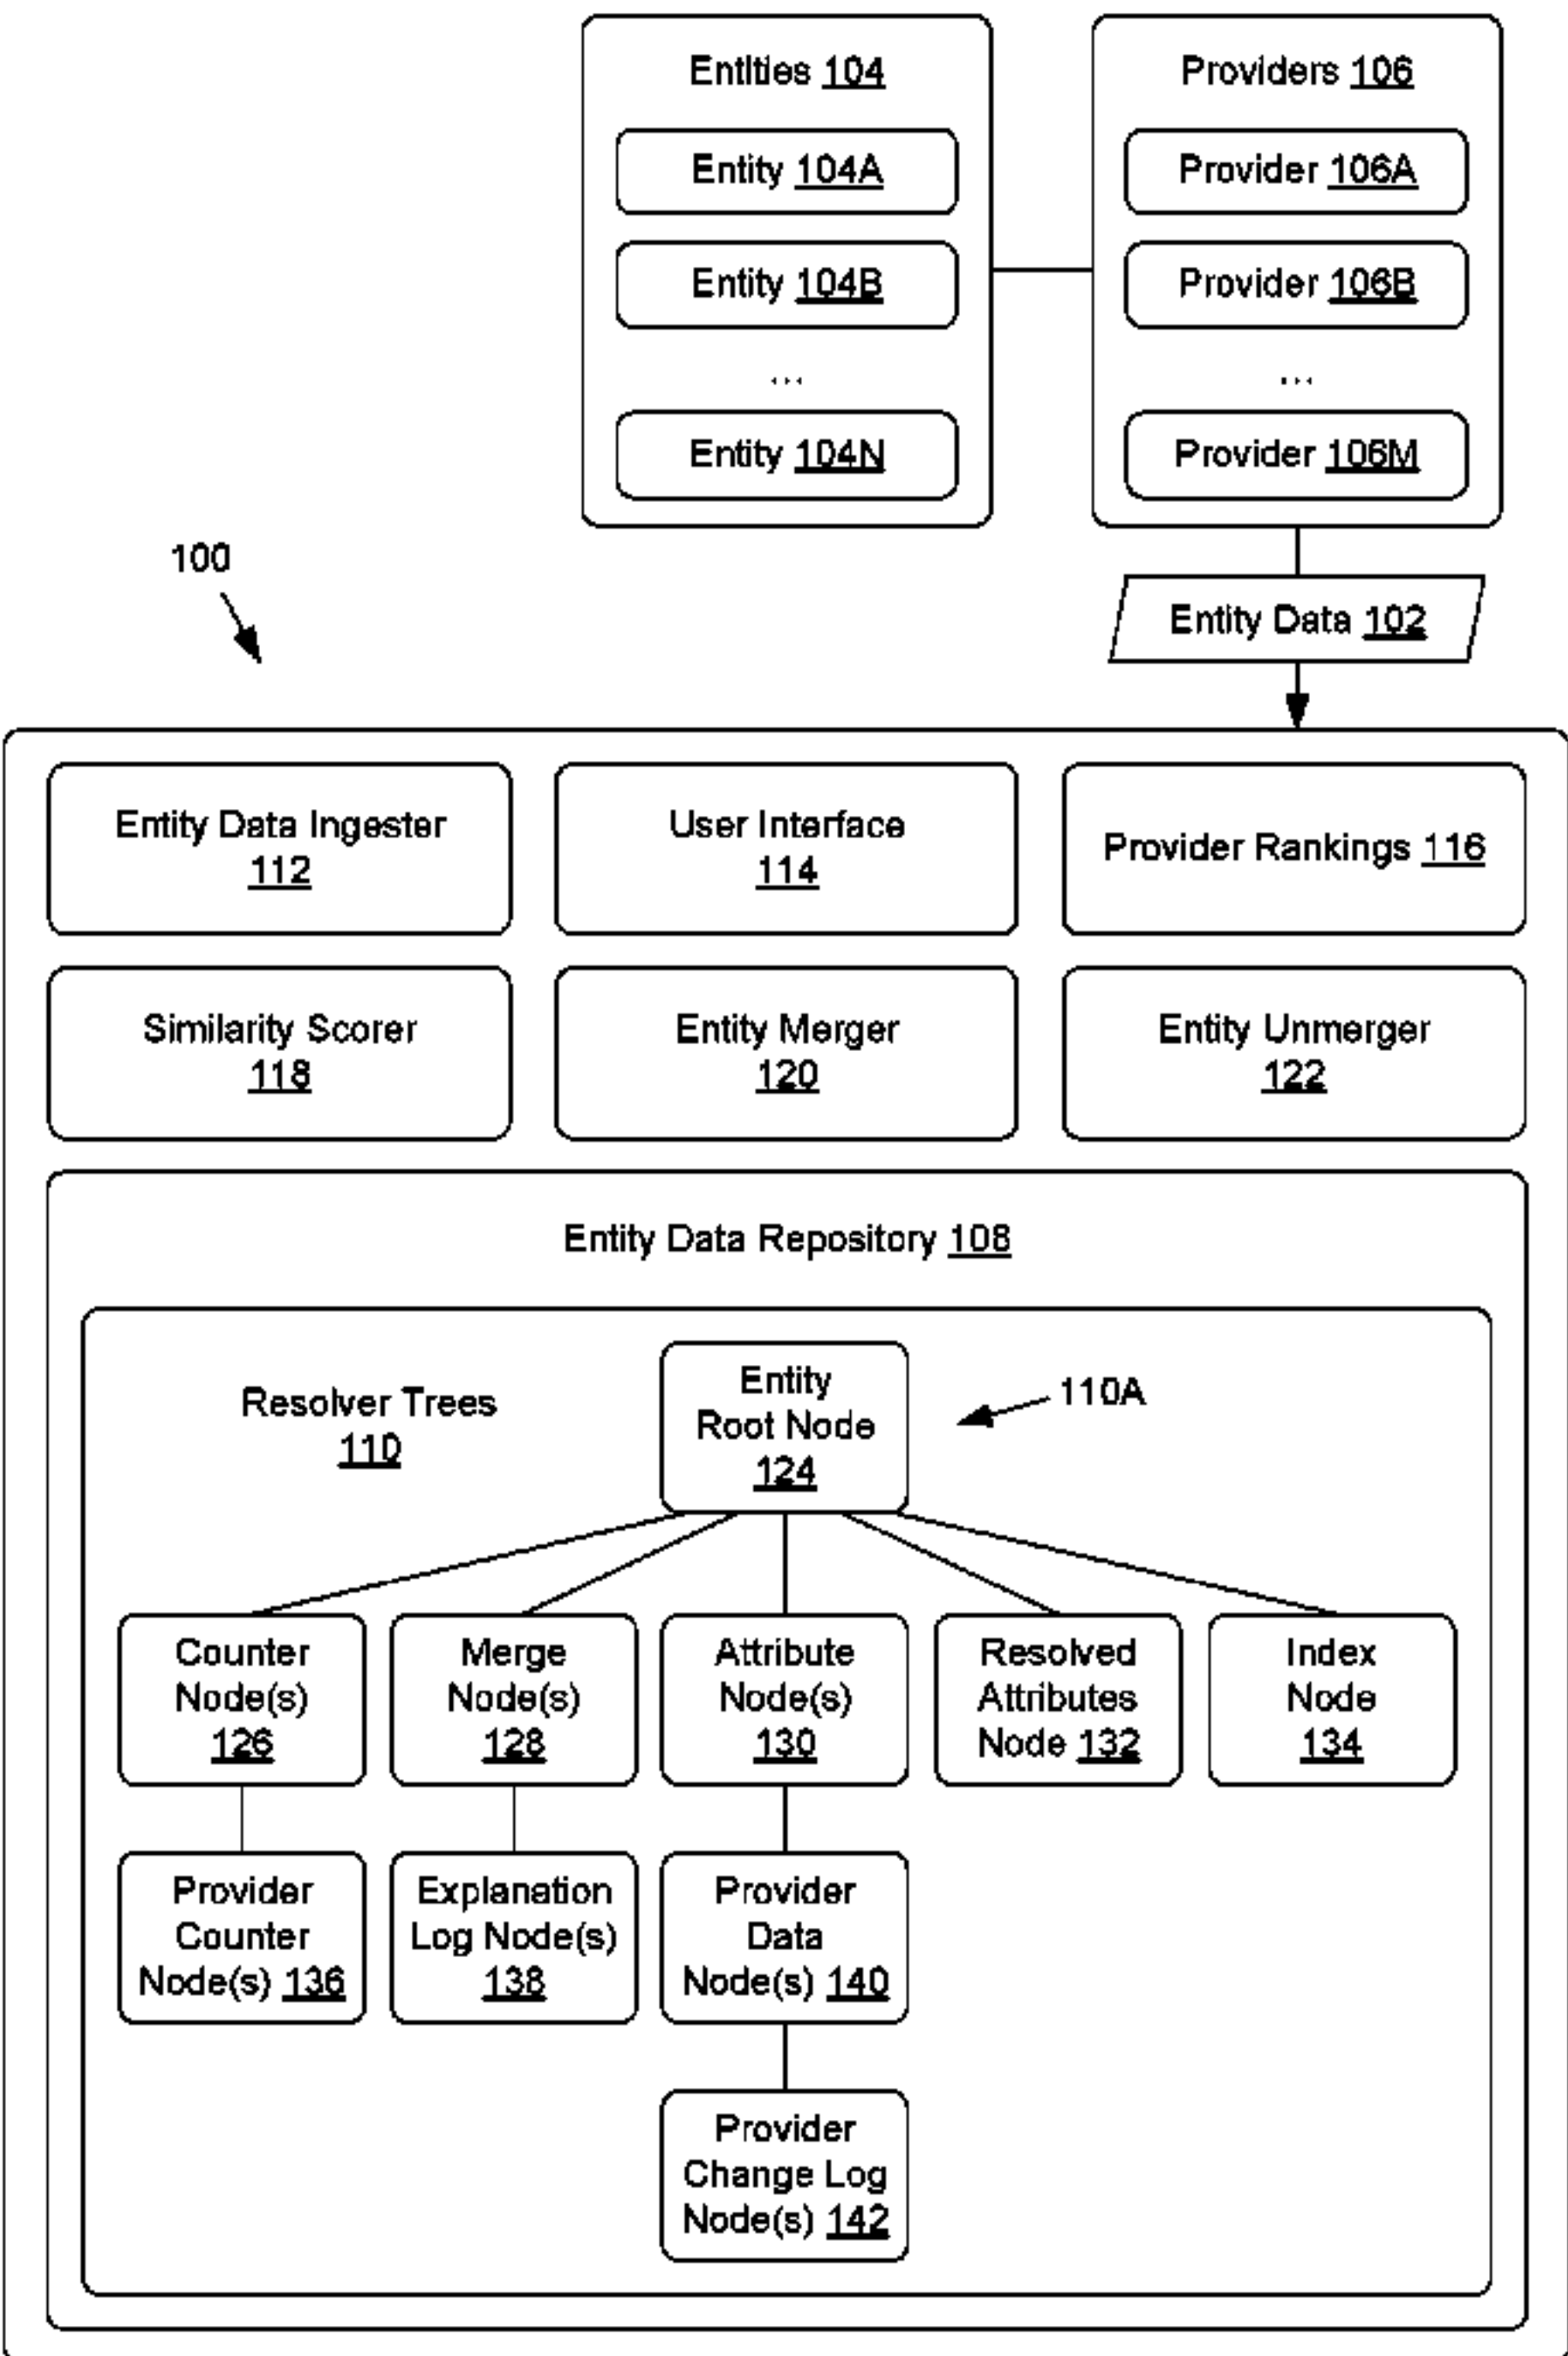 Entities 104
Entity 104A
Entity 104B
...
Entity 104N
Providers 106
Provider 106A
Provider 106B
...
Provider 106M
100
Entity Data 102
Entity Data Ingester
112
User Interface
114
Provider Rankings 116
Similarity Scorer
118
Entity Merger
120
Entity Unmerger
122
Entity Data Repository 108
Resolver Trees
110
Entity
Root Node
124
110A
Counter
Node(s)
126
Merge
Node(s)
128
Attribute
Node(s)
130
Resolved
Attributes
Node 132
Index
Node
134
Provider
Counter
Node(s) 136
Explanation
Log Node(s)
138
Provider
Data
Node(s) 140
Provider
Change Log
Node(s) 142